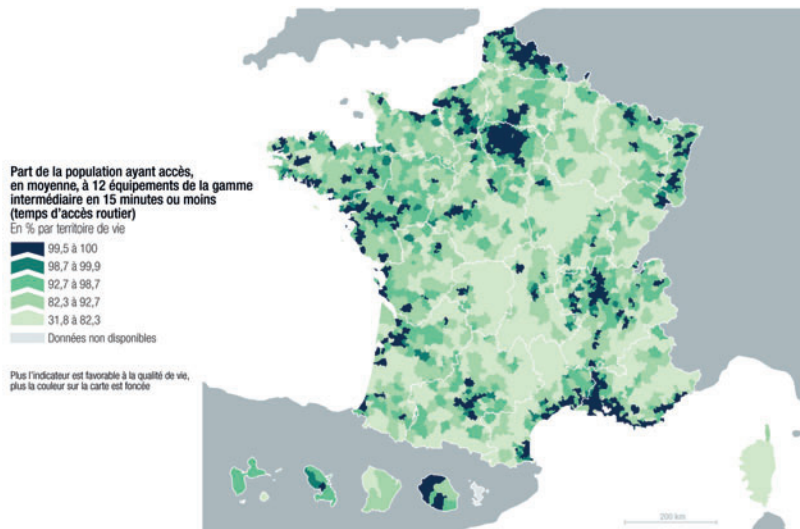 Part de la population ayant accès,
en moyenne, à 12 équipements de la gamme
intermédiaire en 15 minutes ou moins
(temps d'accès routier)
En % par territoire de vie
99,5 à 100
98,7 à 99,9
92,7 à 98,7
82,3 à 92,7
31,8 à 82,3
Données non disponibles
Plus l'indicateur est favorable à la qualité de vie,
plus la couleur sur la carte est foncée
200 km